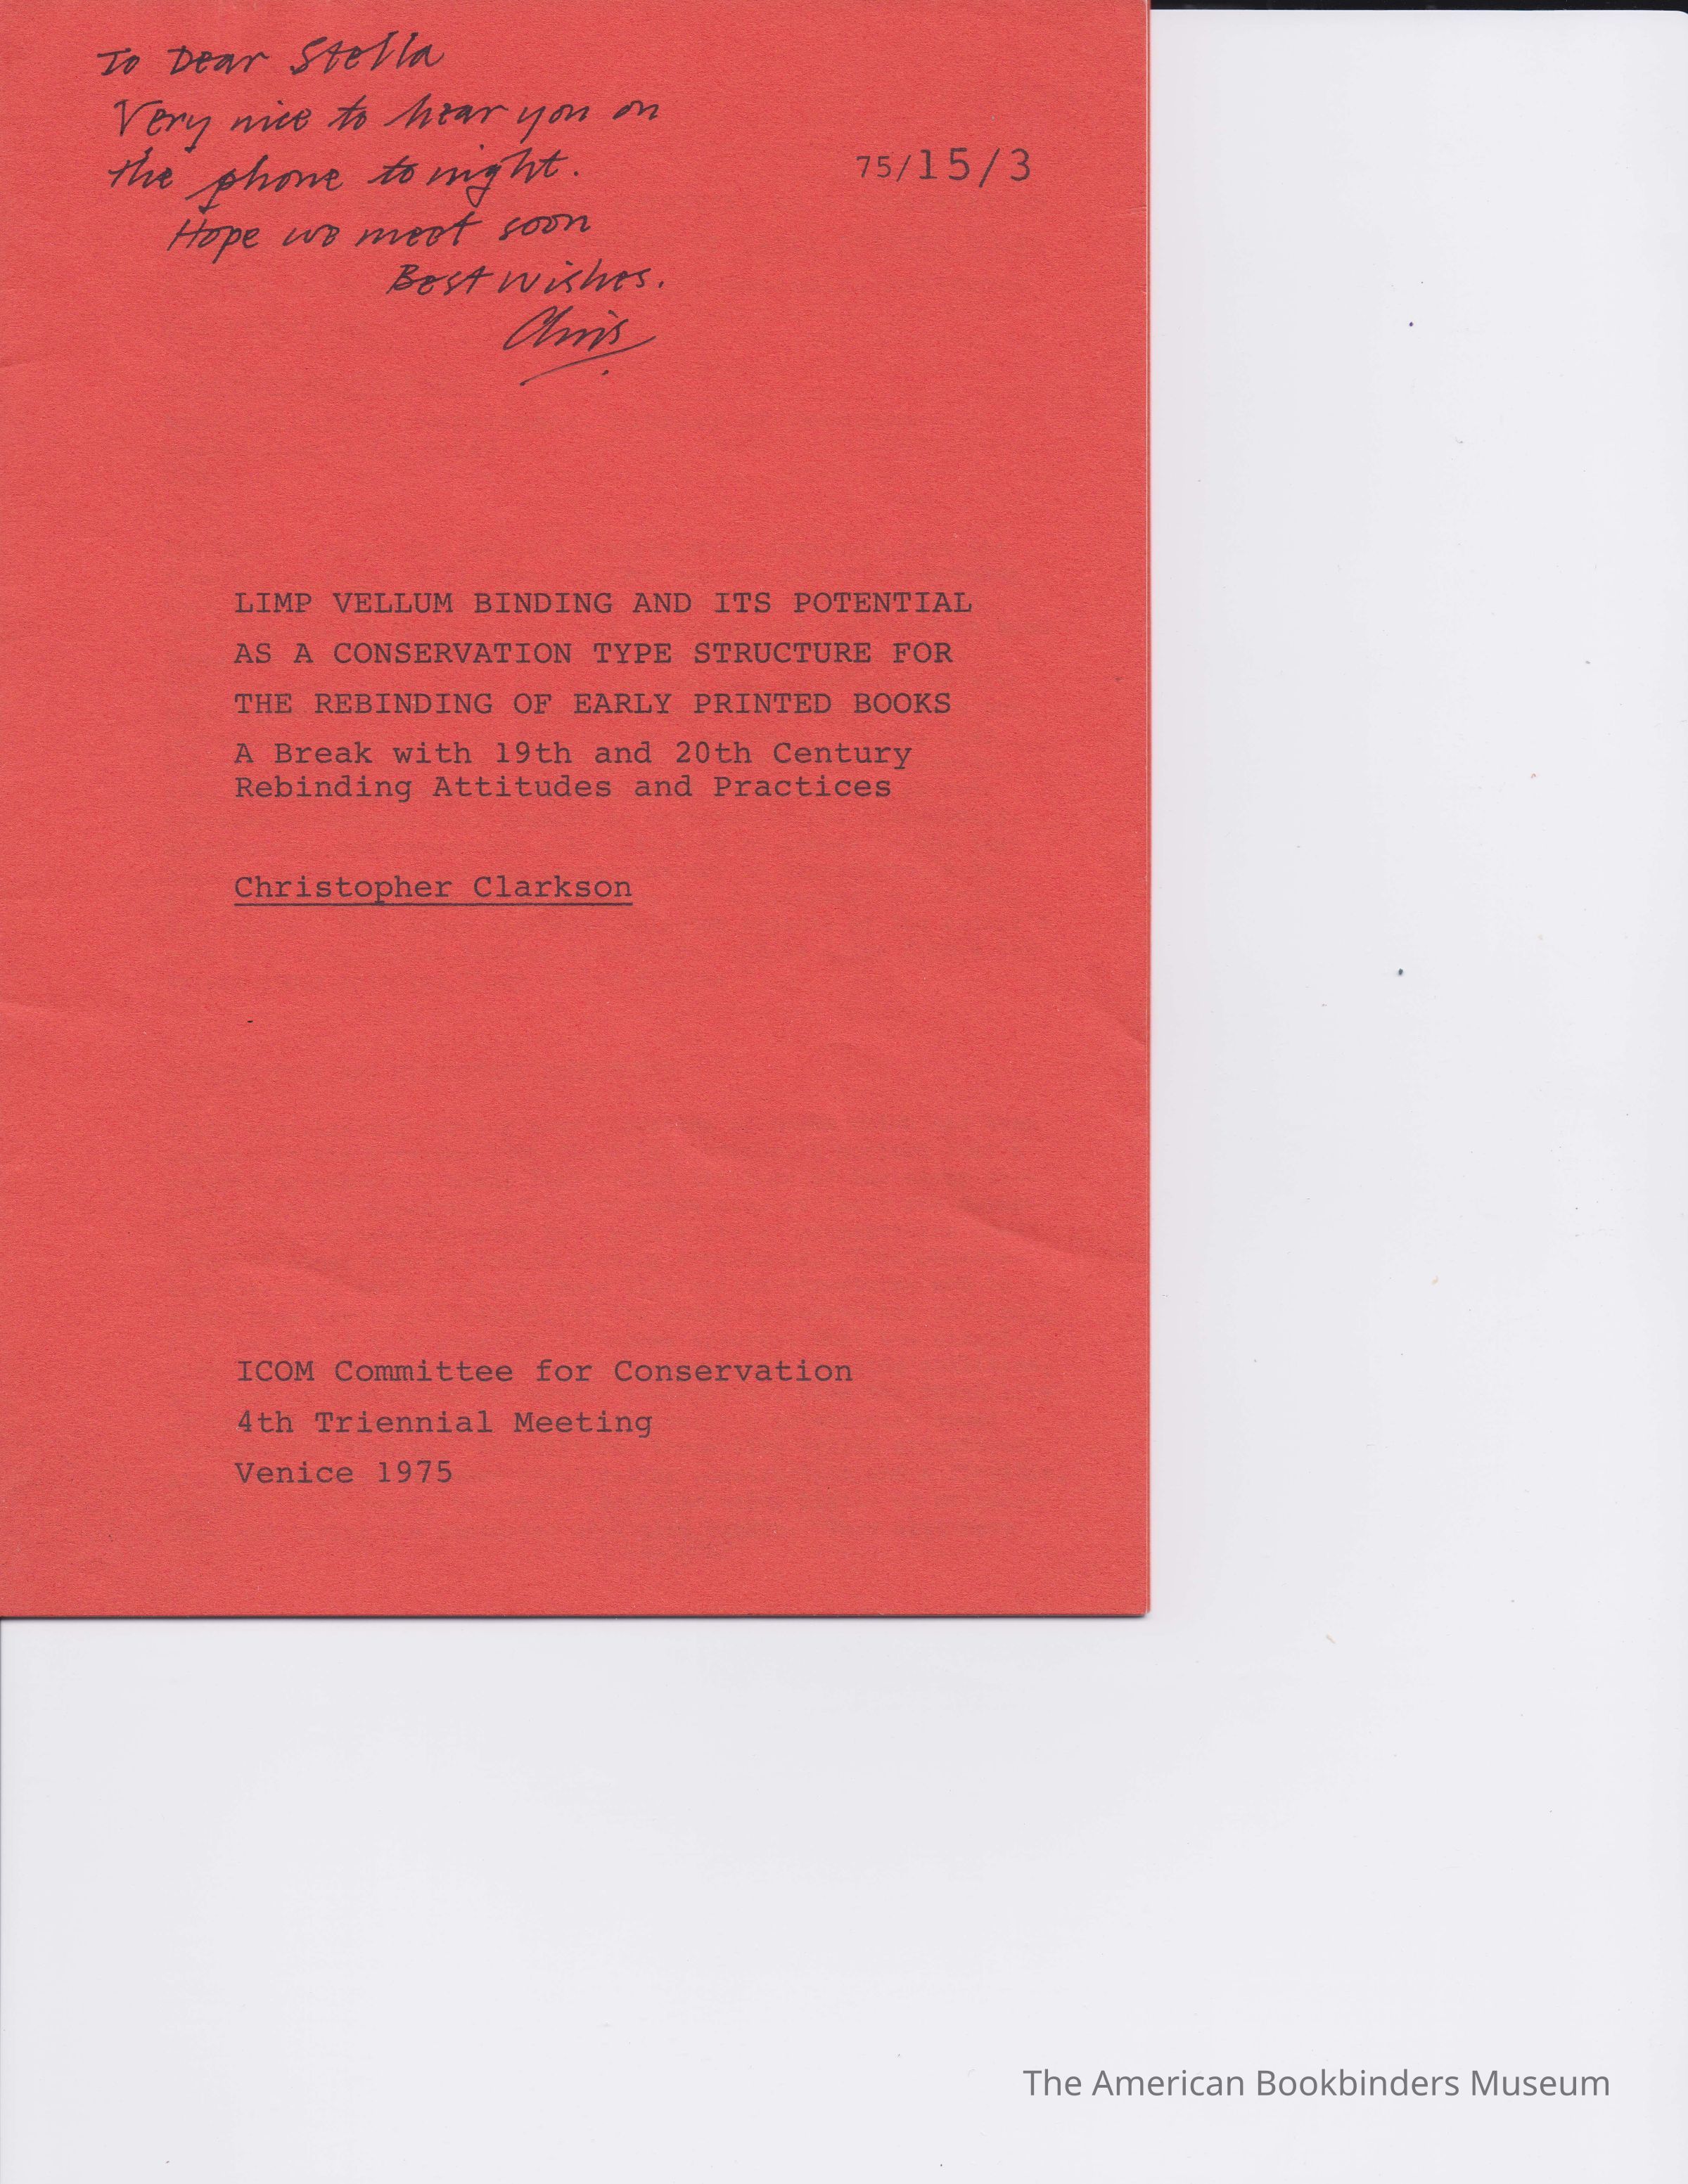 To Dear Stella
Very nice to hear you on
the phone tonight.
Hope we meet soon
Best wishes.
Chris
75/15/3
LIMP VELLUM BINDING AND ITS POTENTIAL
AS A CONSERVATION TYPE STRUCTURE FOR
THE REBINDING OF EARLY PRINTED BOOKS
A Break with 19th and 20th Century
Rebinding Attitudes and Practices
Christopher Clarkson
ICOM Committee for Conservation
4th Triennial Meeting
Venice 1975
The American Bookbinders Museum